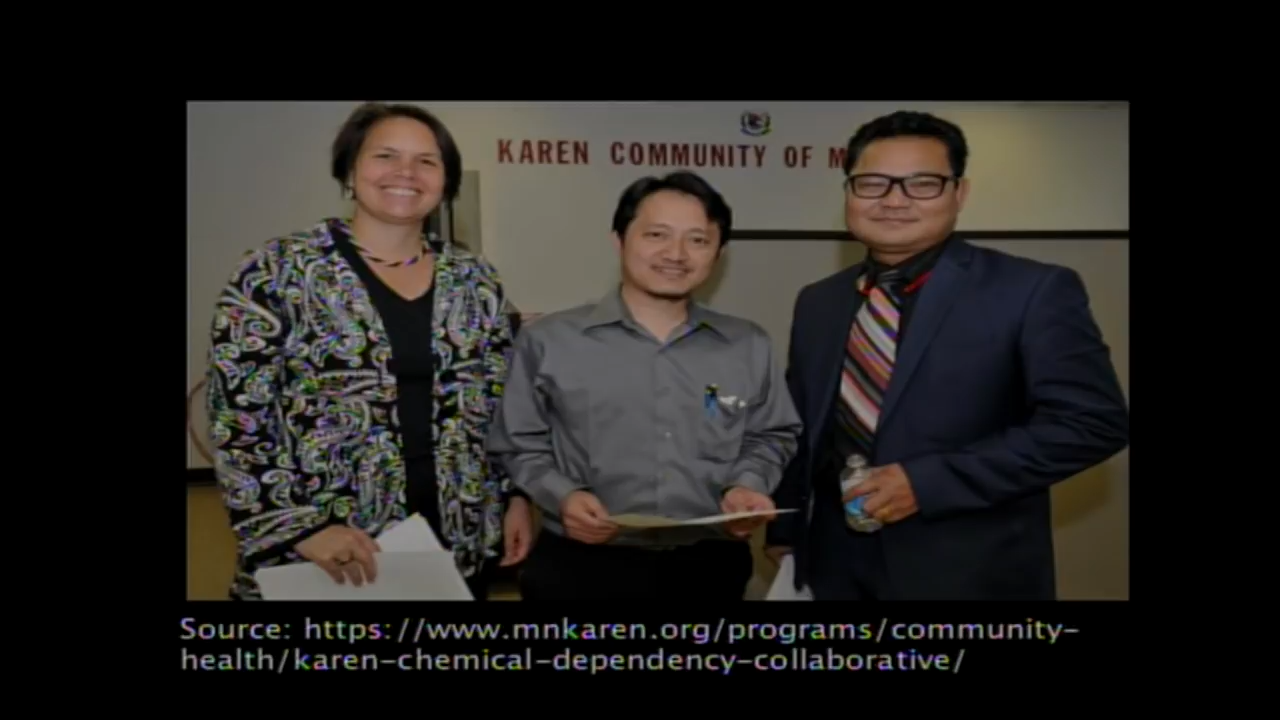 KAREN COMMUNITY OF
Source: https://www.mnkaren.org/programs/community-
health/karen-chemical-dependency-collaborative/